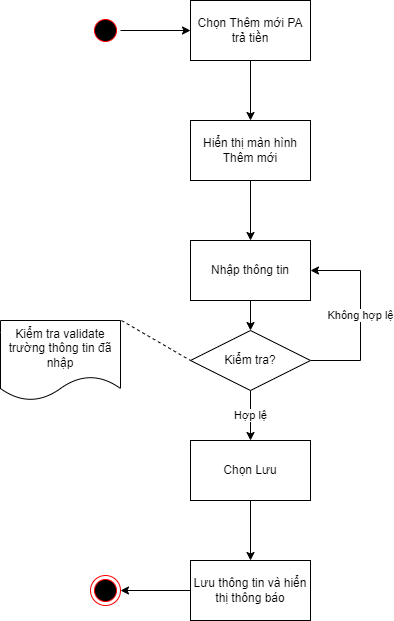 Chọn Thêm mới PA
trả tiền
Hiển thị màn hình
Thêm mới
Nhập thông tin
Không hợp lệ
Kiểm tra validate
trường thông tin đã
nhập
Kiểm tra?
Hợp lệ
Chọn Lưu
Lưu thông tin và hiển
thị thông báo